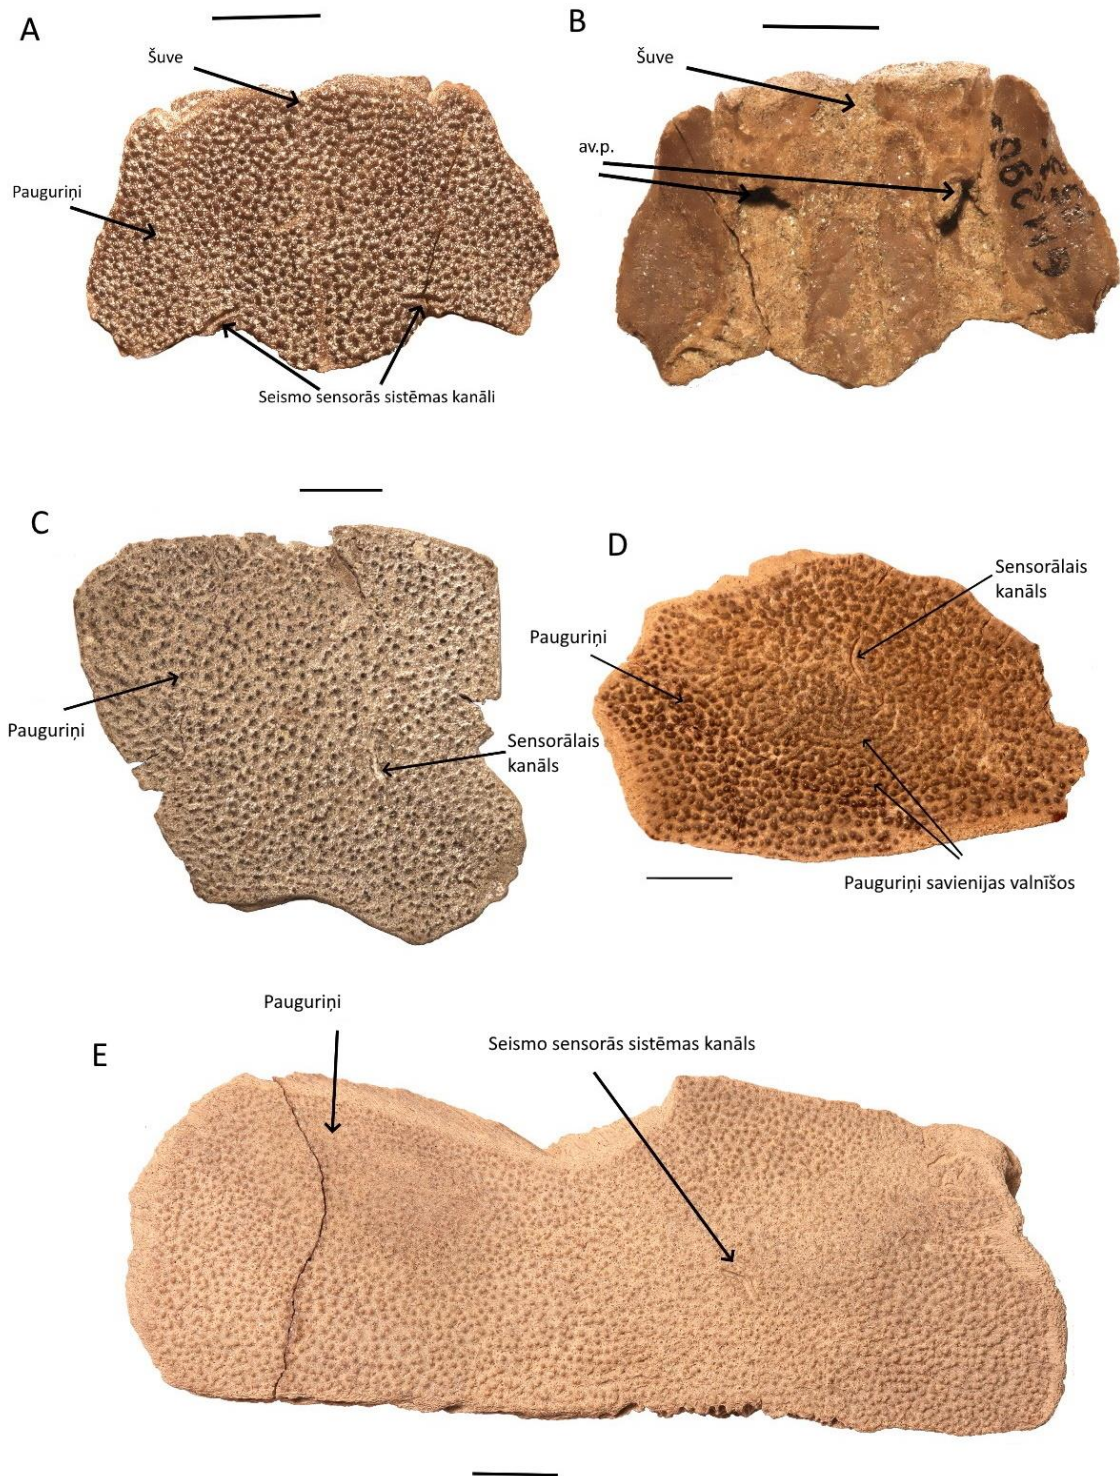 A
Šuve
Pauguriņi
Seismo sensorās sistēmas kanāli
B
Šuve
av.p.
C
Pauguriņi
Sensorālais
kanāls
D
Sensorālais
kanāls
Pauguriņi
Pauguriņi savienijas valnīšos
E
Pauguriņi
Seismo sensorās sistēmas kanāls